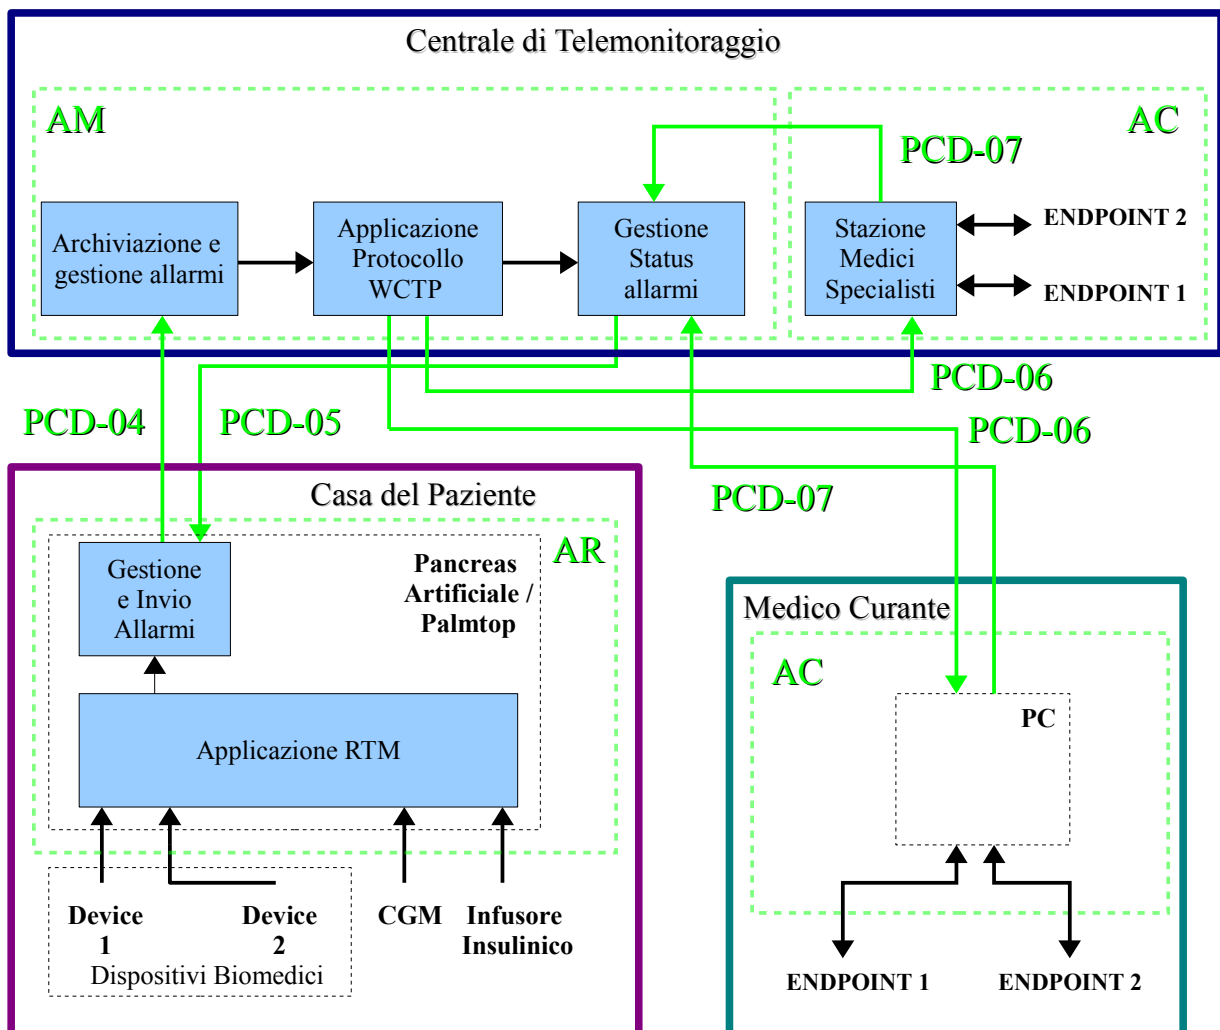 Centrale di Telemonitoraggio
AM
AC
PCD-07
Archiviazione e
gestione allarmi
Applicazione
Protocollo
WCTP
Gestione
Status
allarmi
Stazione
Medici
Specialisti
ENDPOINT 2
ENDPOINT 1
PCD-04
PCD-05
PCD-06
PCD-06
PCD-07
Casa del Paziente
AR
Gestione
e Invio
Allarmi
Pancreas
Artificiale /
Palmtop
Applicazione RTM
Device
1
Device
2
CGM
Infusore
Insulinico
Dispositivi Biomedici
Medico Curante
AC
PC
ENDPOINT 1
ENDPOINT 2